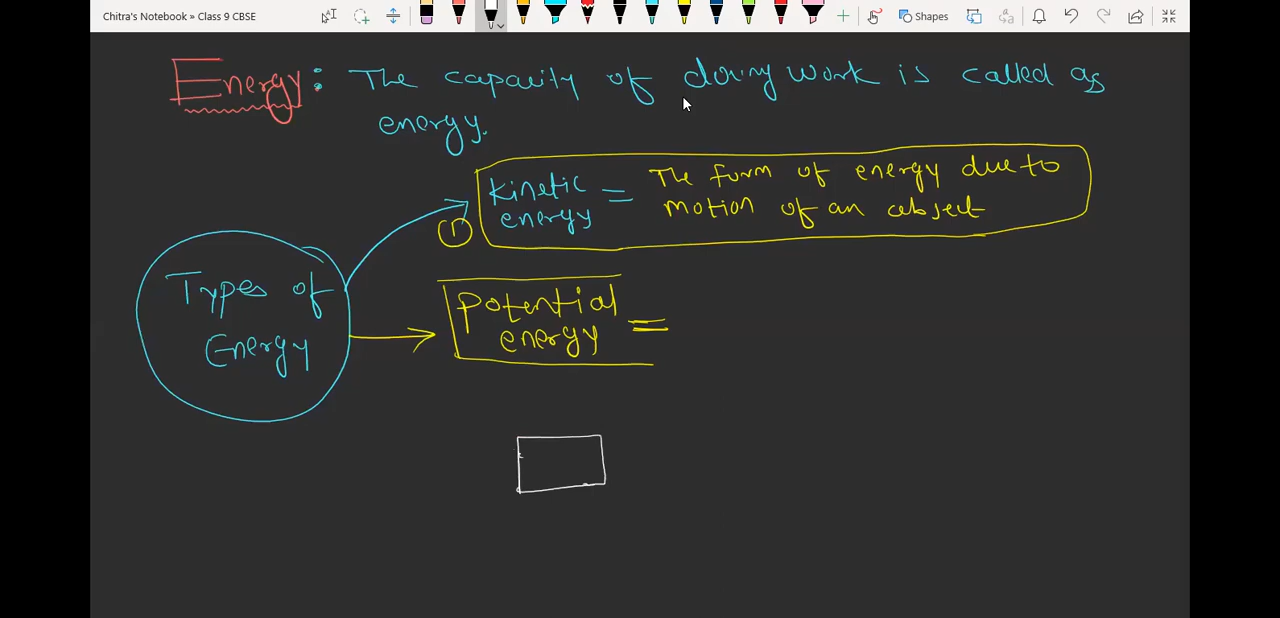 Chitra's Notebook » Class 9 CBSE
Shapes
Energy: The capacity of doing work is called as
energy.
Kinetic energy = The form of energy due to
motion of an object
(1)
Types of
Energy
Potential
energy =